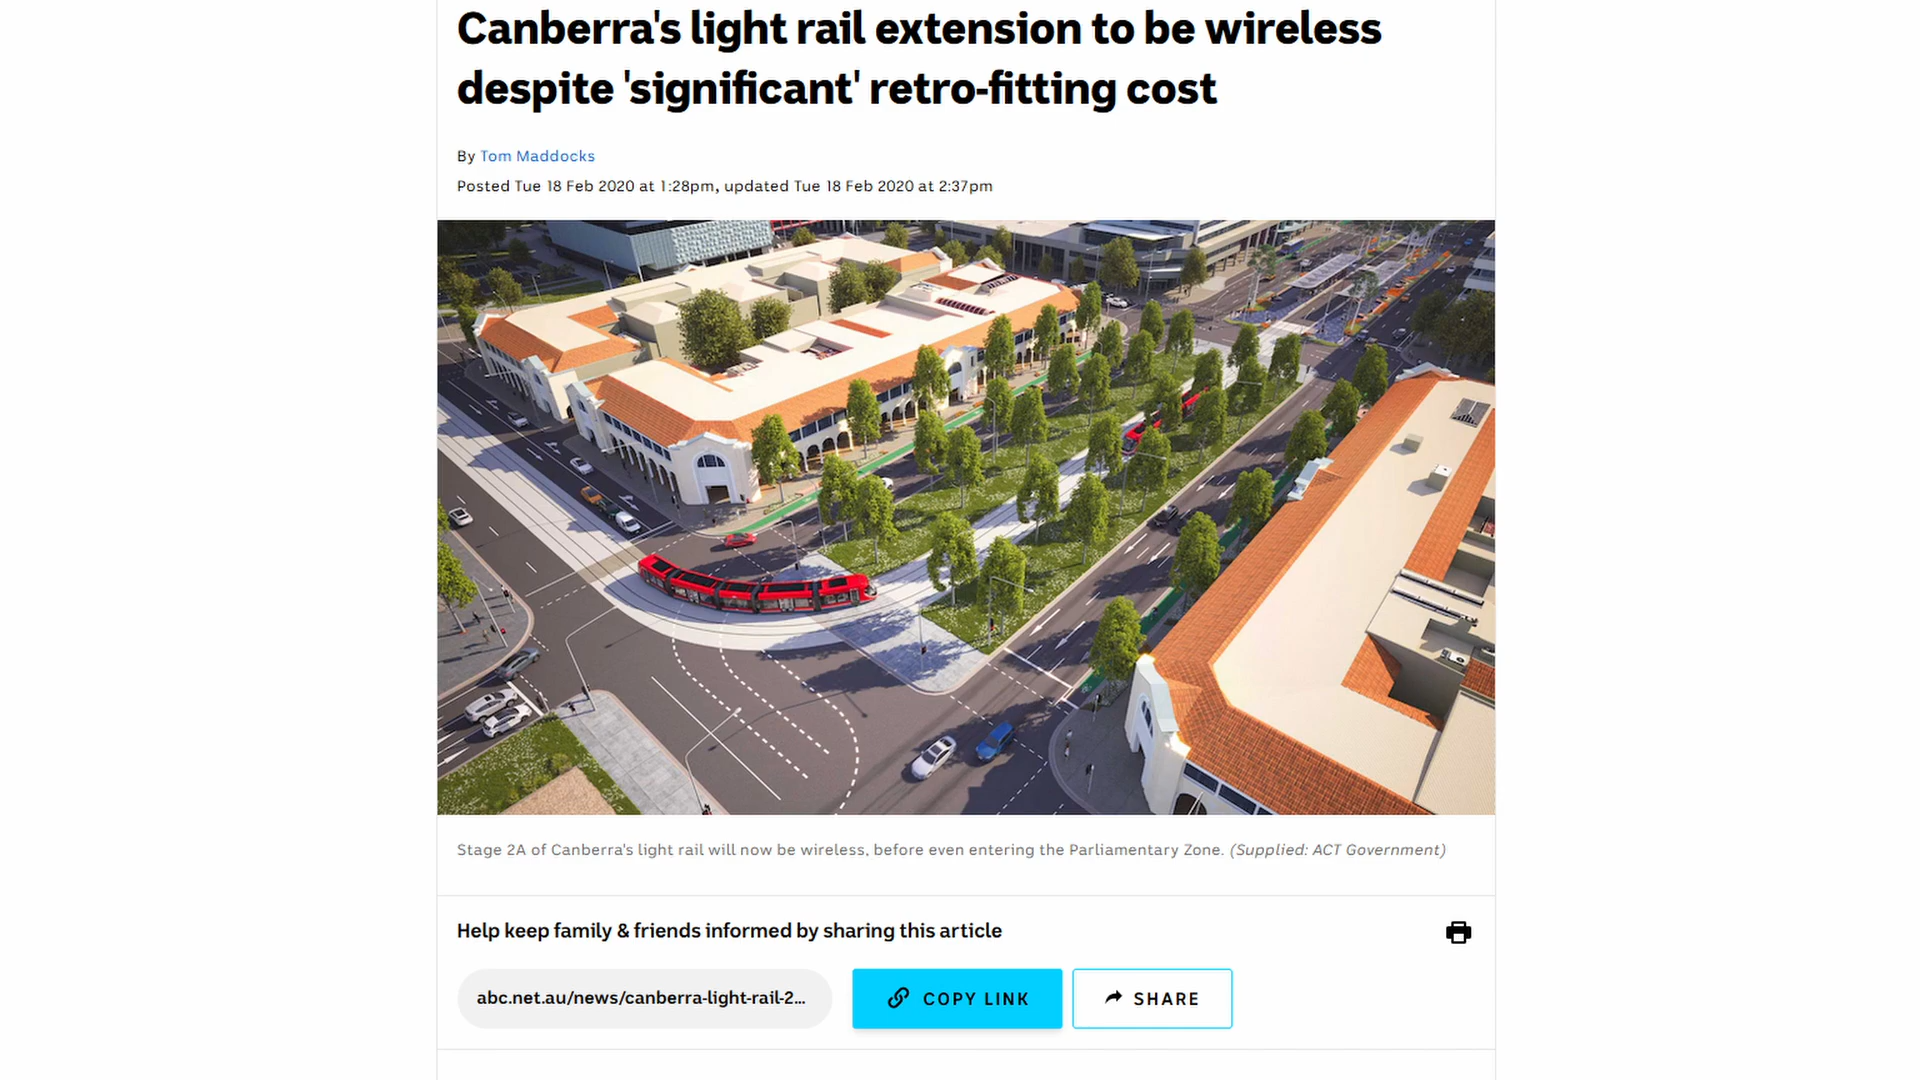 Canberra's light rail extension to be wireless
despite 'significant' retro-fitting cost
By Tom Maddocks
Posted Tue 18 Feb 2020 at 1:28pm, updated Tue 18 Feb 2020 at 2:37pm
Stage 2A of Canberra's light rail will now be wireless, before even entering the Parliamentary Zone. (Supplied: ACT Government)
Help keep family & friends informed by sharing this article
abc.net.au/news/canberra-light-rail-2...
COPY LINK
SHARE